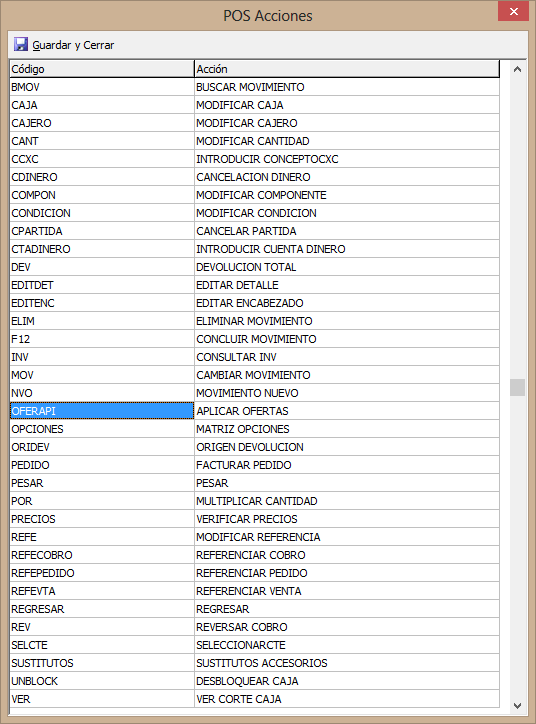 POS Acciones
Guardar y Cerrar
Código Acción
BMOV BUSCAR MOVIMIENTO
CAJA MODIFICAR CAJA
CAJERO MODIFICAR CAJERO
CANT MODIFICAR CANTIDAD
CCXC INTRODUCIR CONCEPTOCXC
CDINERO CANCELACION DINERO
COMPON MODIFICAR COMPONENTE
CONDICION MODIFICAR CONDICION
CPARTIDA CANCELAR PARTIDA
CTADINERO INTRODUCIR CUENTA DINERO
DEV DEVOLUCION TOTAL
EDITDET EDITAR DETALLE
EDITENC EDITAR ENCABEZADO
ELIM ELIMINAR MOVIMIENTO
F12 CONCLUIR MOVIMIENTO
INV CONSULTAR INV
MOV CAMBIAR MOVIMIENTO
NVO MOVIMIENTO NUEVO
OFERAPI APLICAR OFERTAS
OPCIONES MATRIZ OPCIONES
ORIDEV ORIGEN DEVOLUCION
PEDIDO FACTURAR PEDIDO
PESAR PESAR
POR MULTIPLICAR CANTIDAD
PRECIOS VERIFICAR PRECIOS
REFE MODIFICAR REFERENCIA
REFECOBRO REFERENCIAR COBRO
REFEPEDIDO REFERENCIAR PEDIDO
REFEVTA REFERENCIAR VENTA
REGRESAR REGRESAR
REV REVERSAR COBRO
SELCTE SELECCIONARCTE
SUSTITUTOS SUSTITUTOS ACCESORIOS
UNBLOCK DESBLOQUEAR CAJA
VER VER CORTE CAJA